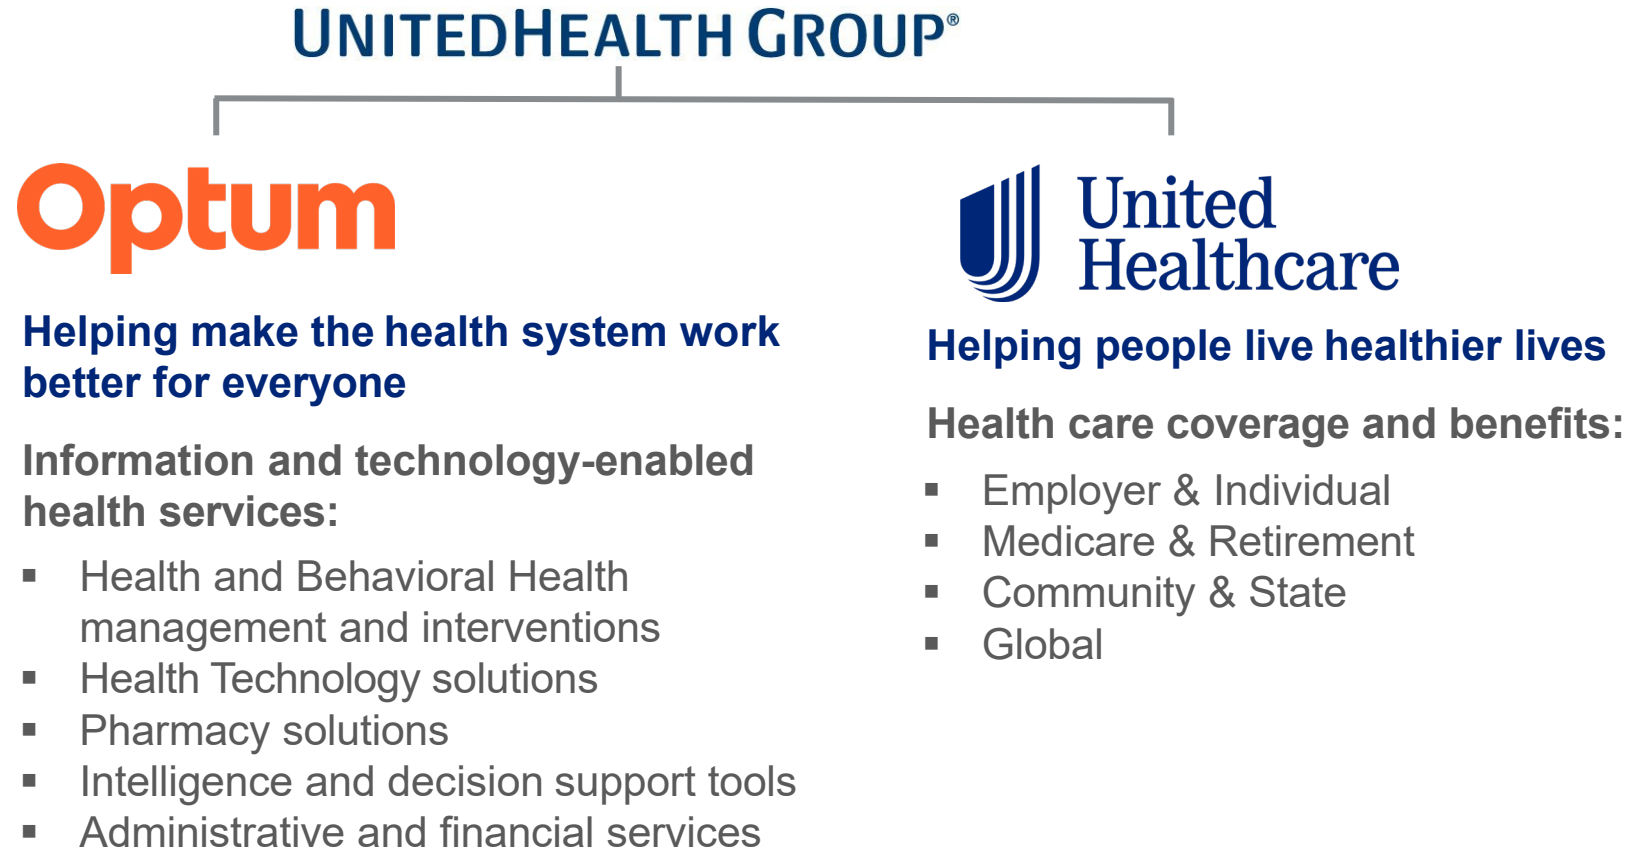 UNITEDHEALTH GROUP®
Optum
Helping make the health system work
better for everyone
Information and technology-enabled
health services:
▪ Health and Behavioral Health
management and interventions
▪ Health Technology solutions
▪ Pharmacy solutions
▪ Intelligence and decision support tools
▪ Administrative and financial services
United
Healthcare
Helping people live healthier lives
Health care coverage and benefits:
▪ Employer & Individual
▪ Medicare & Retirement
▪ Community & State
▪ Global